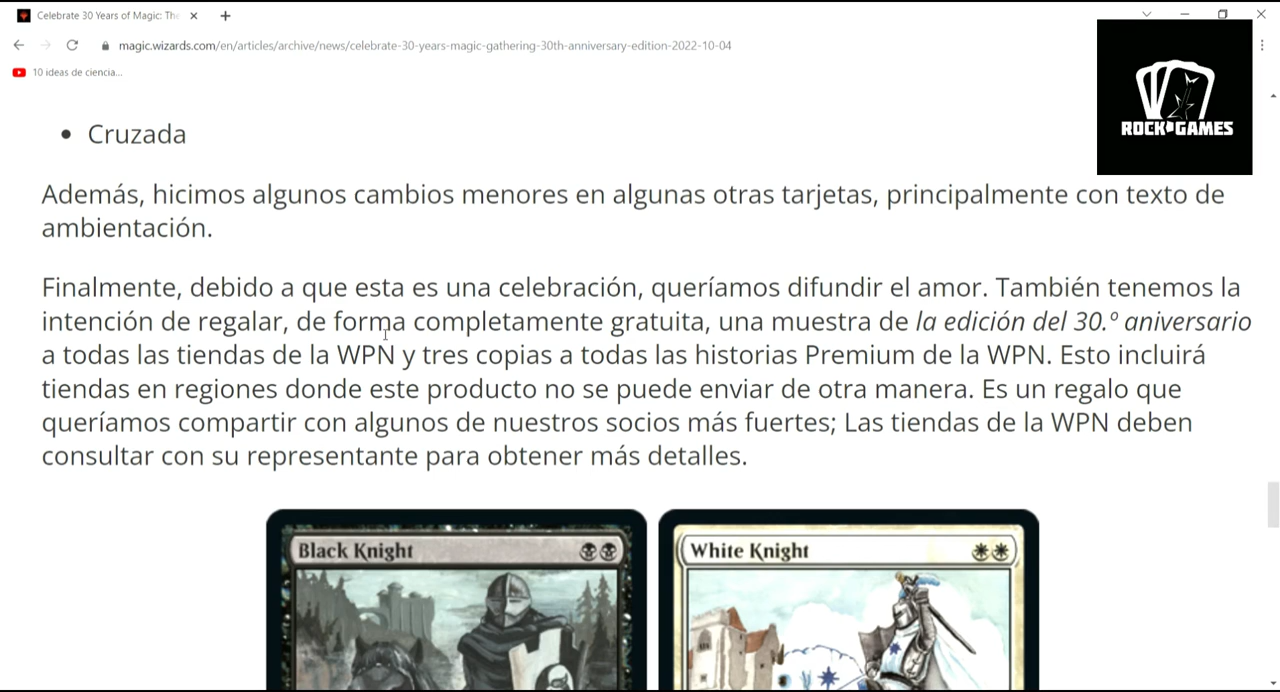 Celebrate 30 Years of Magic: The
magic.wizards.com/en/articles/archive/news/celebrate-30-years-magic-gathering-30th-anniversary-edition-2022-10-04
10 ideas de ciencia...
ROCK GAMES
• Cruzada
Además, hicimos algunos cambios menores en algunas otras tarjetas, principalmente con texto de
ambientación.
Finalmente, debido a que esta es una celebración, queríamos difundir el amor. También tenemos la
intención de regalar, de forma completamente gratuita, una muestra de la edición del 30.º aniversario
a todas las tiendas de la WPN y tres copias a todas las historias Premium de la WPN. Esto incluirá
tiendas en regiones donde este producto no se puede enviar de otra manera. Es un regalo que
queríamos compartir con algunos de nuestros socios más fuertes; Las tiendas de la WPN deben
consultar con su representante para obtener más detalles.
Black Knight
White Knight